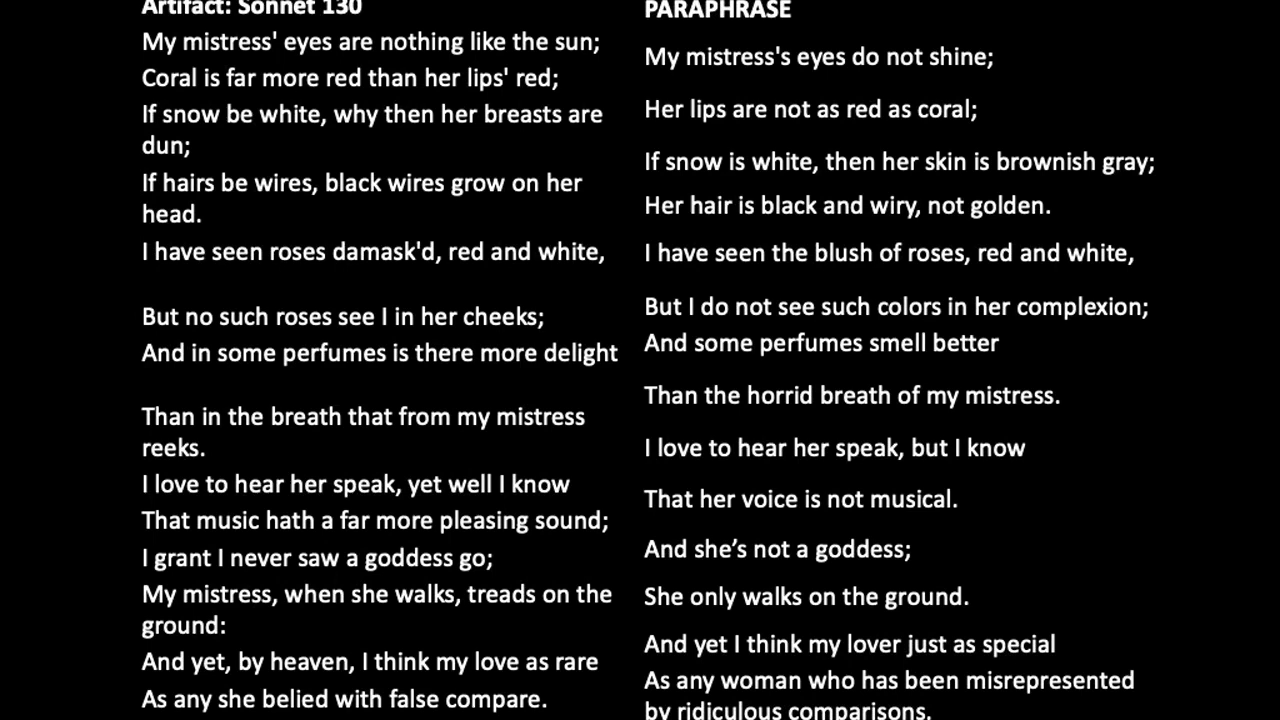 Artifact: Sonnet 130
My mistress' eyes are nothing like the sun;
Coral is far more red than her lips' red;
If snow be white, why then her breasts are
dun;
If hairs be wires, black wires grow on her
head.
I have seen roses damask'd, red and white,
But no such roses see I in her cheeks;
And in some perfumes is there more delight
Than in the breath that from my mistress
reeks.
I love to hear her speak, yet well I know
That music hath a far more pleasing sound;
I grant I never saw a goddess go;
My mistress, when she walks, treads on the
ground:
And yet, by heaven, I think my love as rare
As any she belied with false compare.
PARAPHRASE
My mistress's eyes do not shine;
Her lips are not as red as coral;
If snow is white, then her skin is brownish gray;
Her hair is black and wiry, not golden.
I have seen the blush of roses, red and white,
But I do not see such colors in her complexion;
And some perfumes smell better
Than the horrid breath of my mistress.
I love to hear her speak, but I know
That her voice is not musical.
And she’s not a goddess;
She only walks on the ground.
And yet I think my lover just as special
As any woman who has been misrepresented
by ridiculous comparisons.